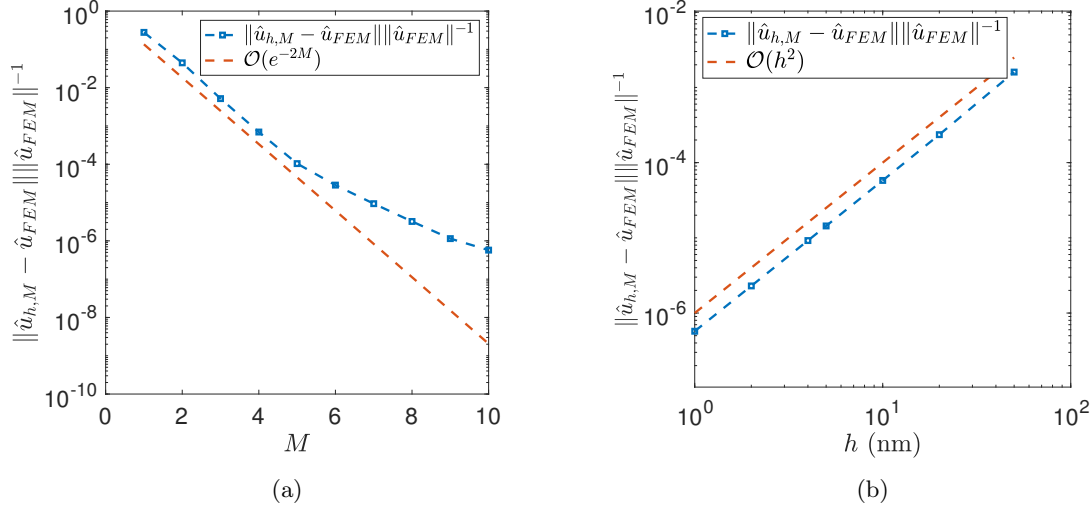 10^0
10^-2
10^-4
10^-6
10^-8
10^-10
0
2
4
6
8
10
M
‖û_{h,M} − û_{FEM}‖‖û_{FEM}‖^{-1}
‖û_{h,M} − û_{FEM}‖‖û_{FEM}‖^{-1}
O(e^{-2M})
(a)
10^-2
10^-4
10^-6
10^0
10^1
10^2
h (nm)
‖û_{h,M} − û_{FEM}‖‖û_{FEM}‖^{-1}
‖û_{h,M} − û_{FEM}‖‖û_{FEM}‖^{-1}
O(h^2)
(b)